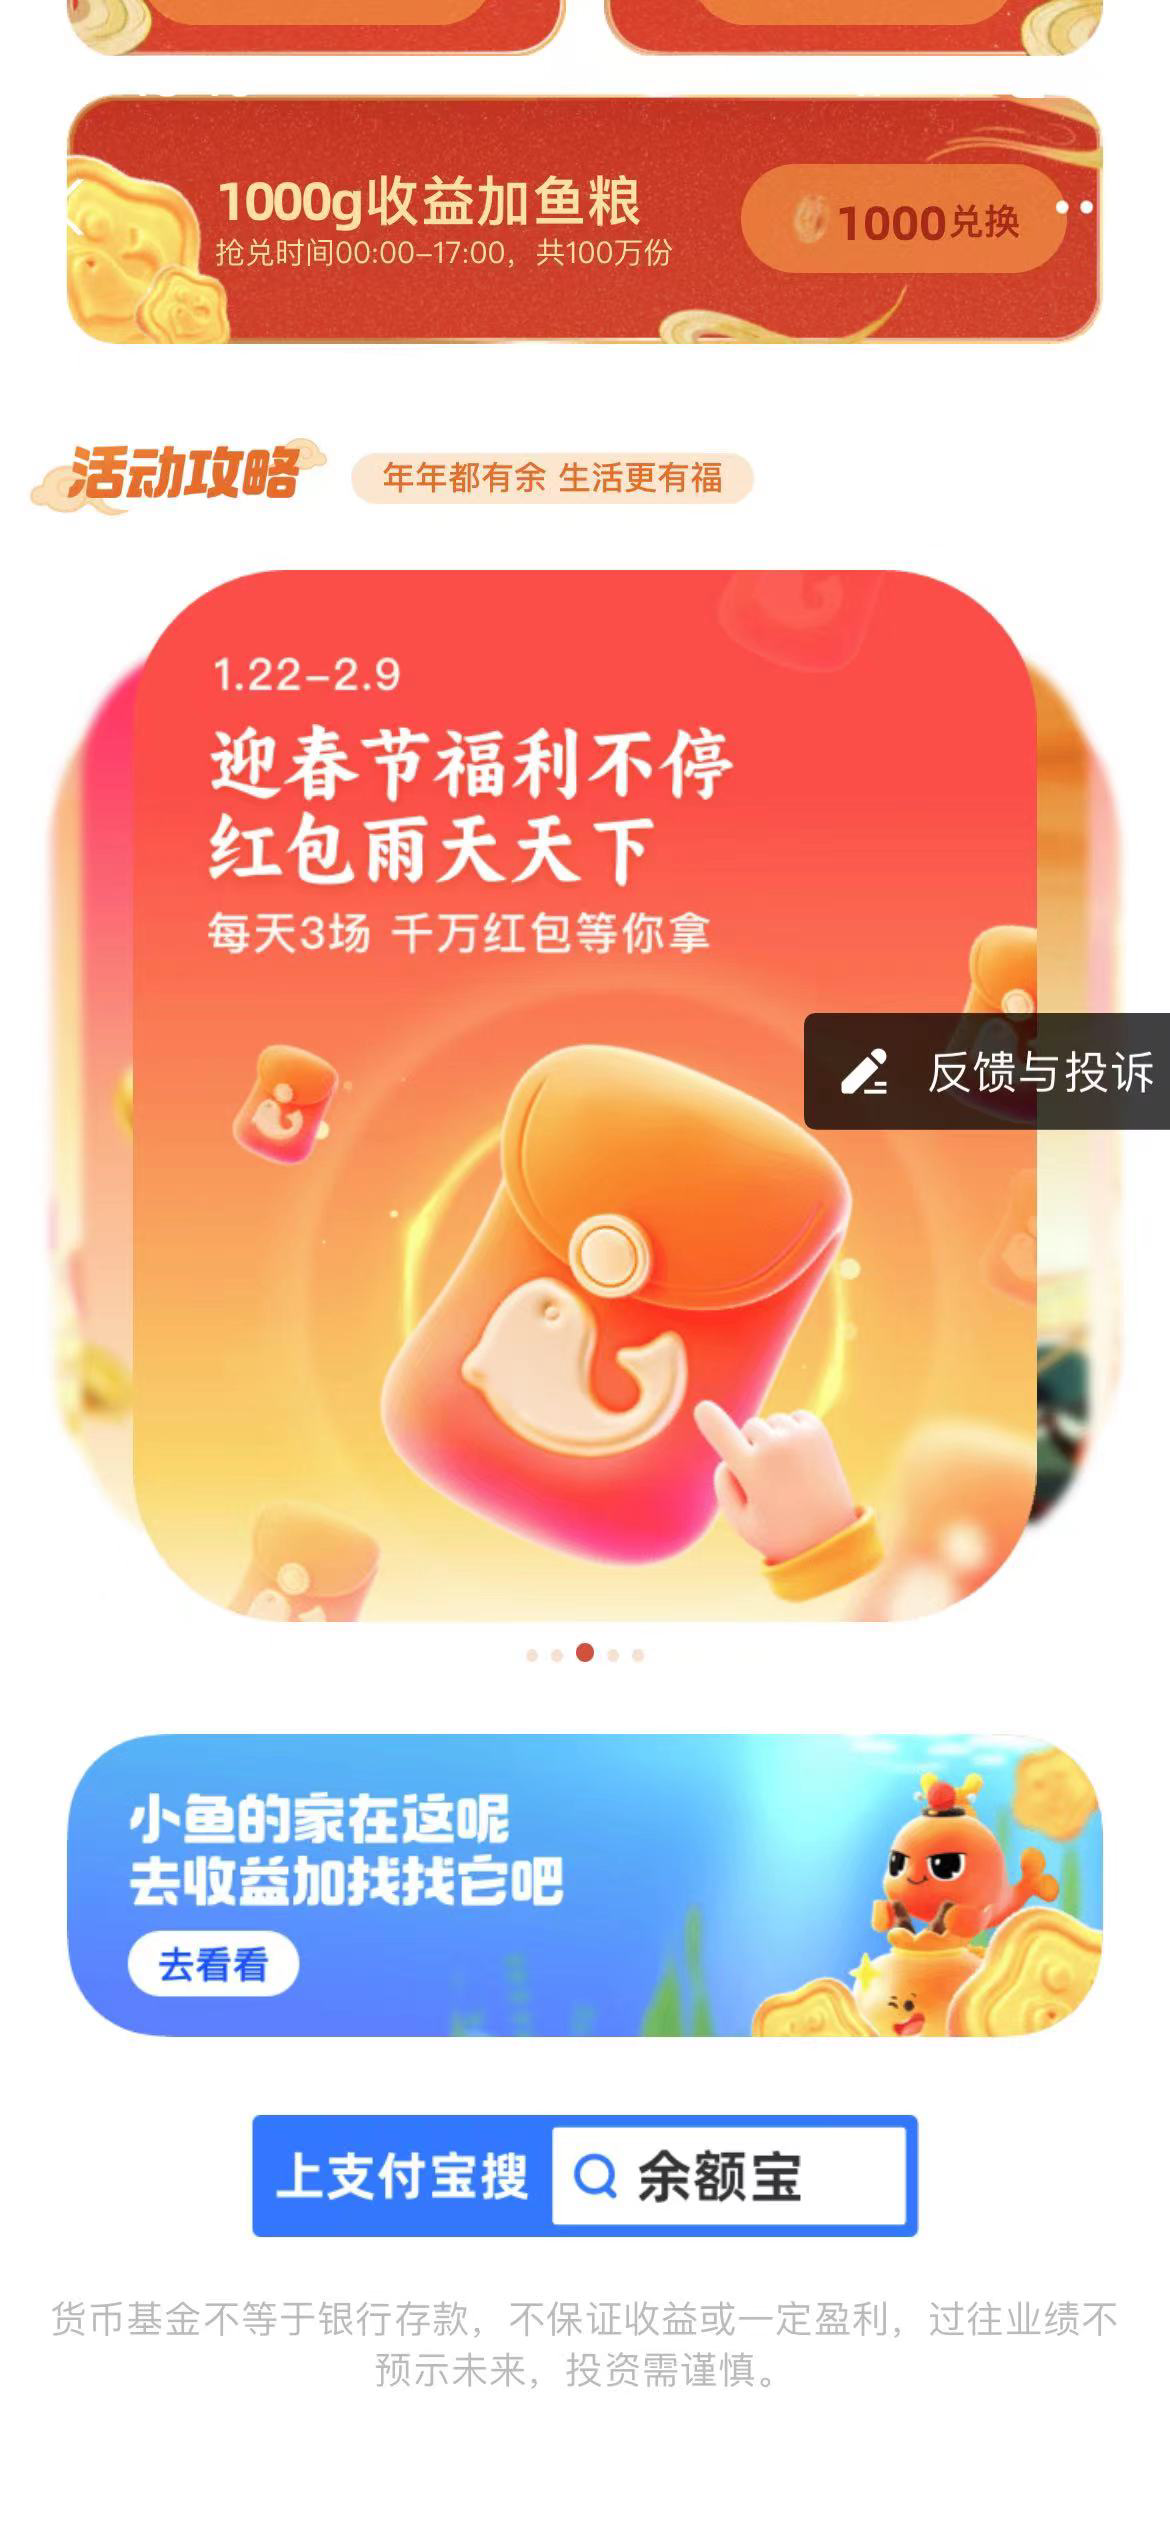 1000g收益加鱼粮
抢兑时间00:00-17:00，共100万份
1000兑换
活动攻略
年年都有余 生活更有福
1.22-2.9
迎春节福利不停
红包雨天天下
每天3场 千万红包等你拿
反馈与投诉
小鱼的家在这呢
去收益加找找它吧
去看看
上支付宝搜
余额宝
货币基金不等于银行存款，不保证收益或一定盈利，过往业绩不
预示未来，投资需谨慎。